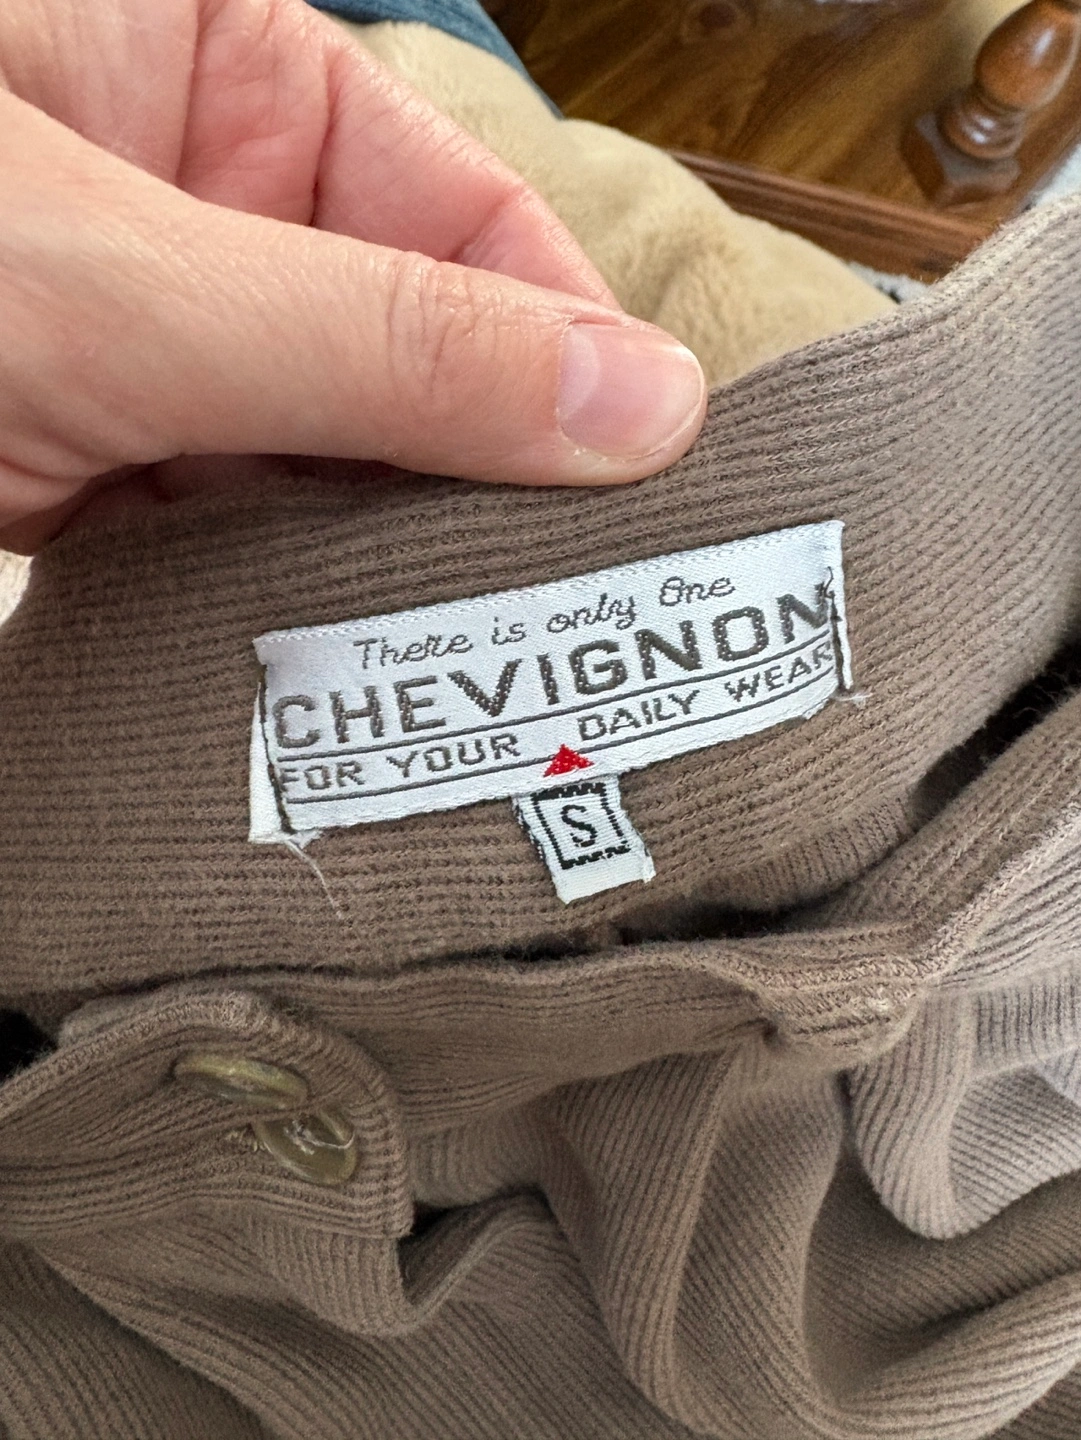 There is only One
CHEVIGNON
FOR YOUR DAILY WEAR
S